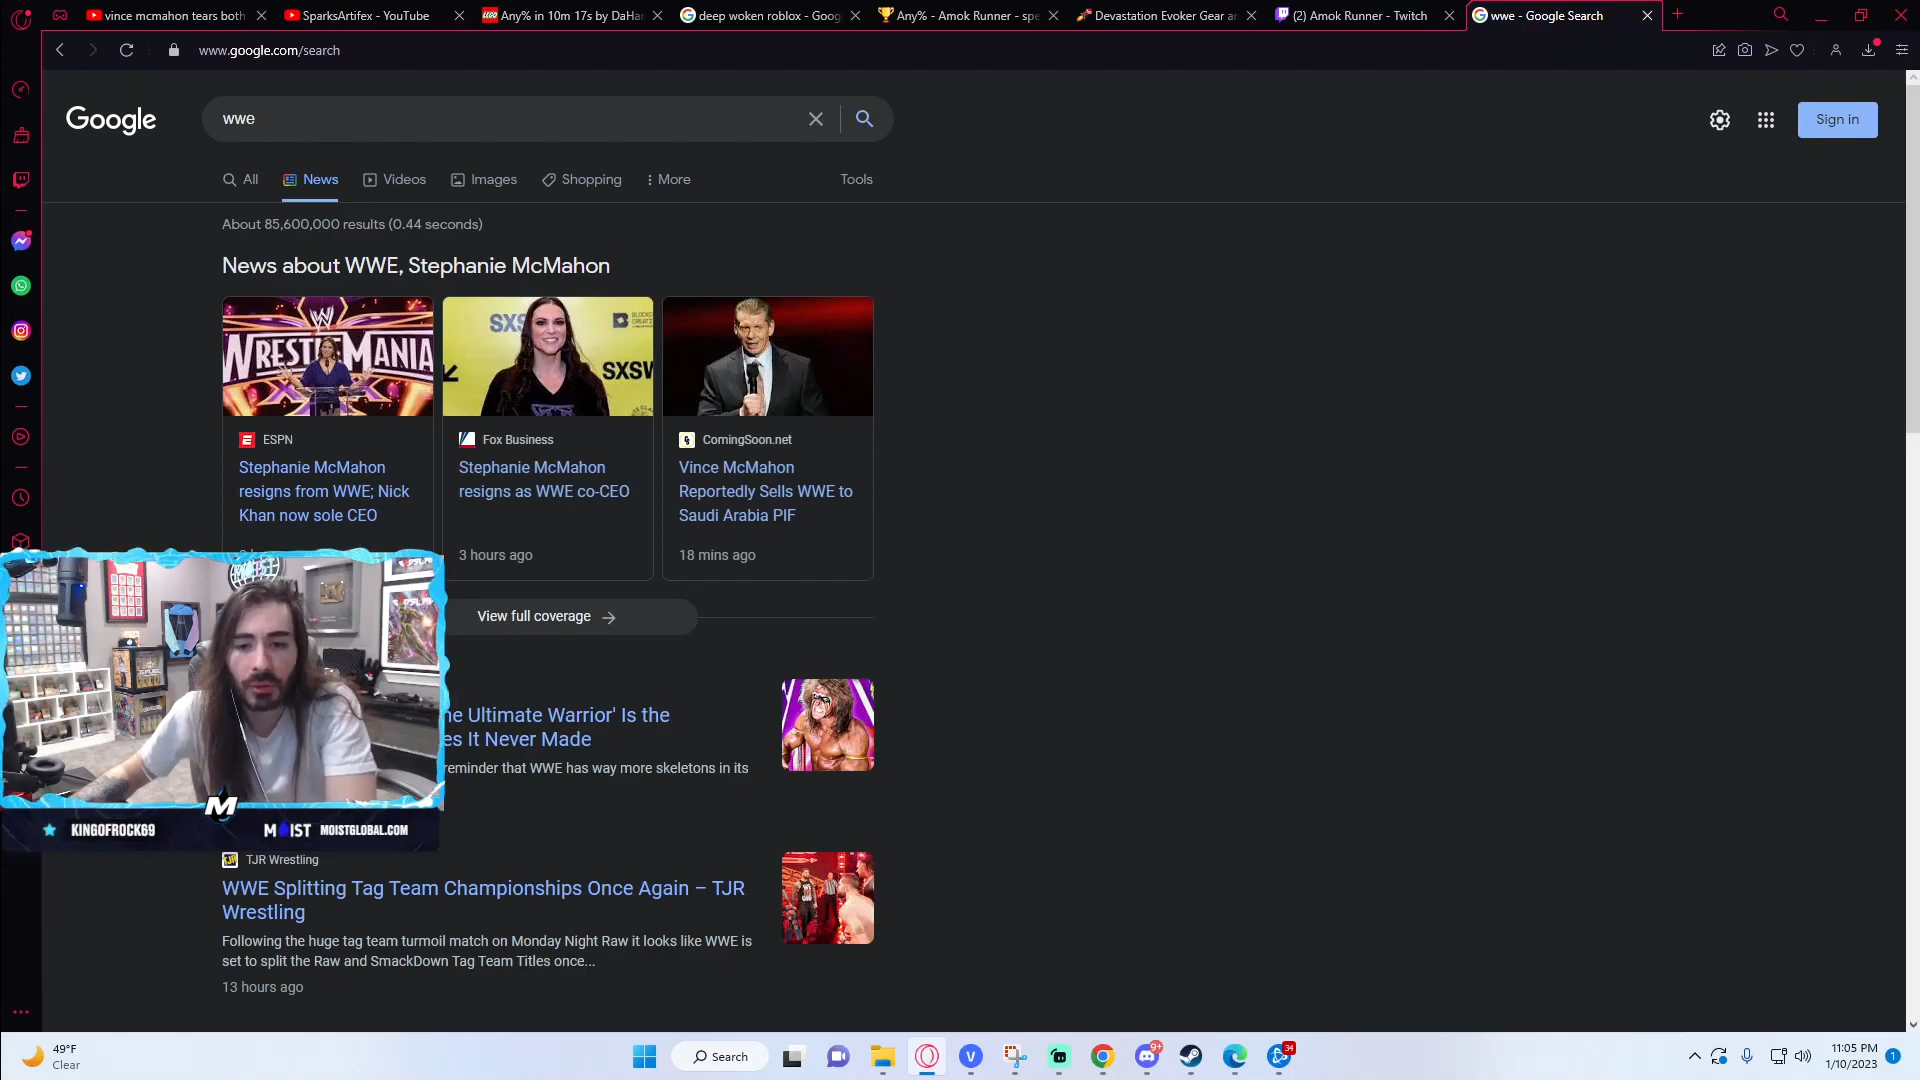 vince mcmahon tears both
SparksArtifex - YouTube
Any% in 10m 17s by DaHa
deep woken roblox - Goog
Any% - Amok Runner - spe
Devastation Evoker Gear an
(2) Amok Runner - Twitch
wwe - Google Search
www.google.com/search
Google
wwe
Sign in
All
News
Videos
Images
Shopping
More
Tools
About 85,600,000 results (0.44 seconds)
News about WWE, Stephanie McMahon
WRESTLEMANIA
SXS
SXSW
ESPN
Stephanie McMahon
resigns from WWE; Nick
Khan now sole CEO
Fox Business
Stephanie McMahon
resigns as WWE co-CEO
3 hours ago
ComingSoon.net
Vince McMahon
Reportedly Sells WWE to
Saudi Arabia PIF
18 mins ago
View full coverage
ne Ultimate Warrior' Is the
es It Never Made
reminder that WWE has way more skeletons in its
M
KINGOFROCK69
MOIST
MOISTGLOBAL.COM
TJR
TJR Wrestling
WWE Splitting Tag Team Championships Once Again – TJR
Wrestling
Following the huge tag team turmoil match on Monday Night Raw it looks like WWE is
set to split the Raw and SmackDown Tag Team Titles once...
13 hours ago
49°F
Clear
Search
V
9+
34
11:05 PM
1/10/2023
1